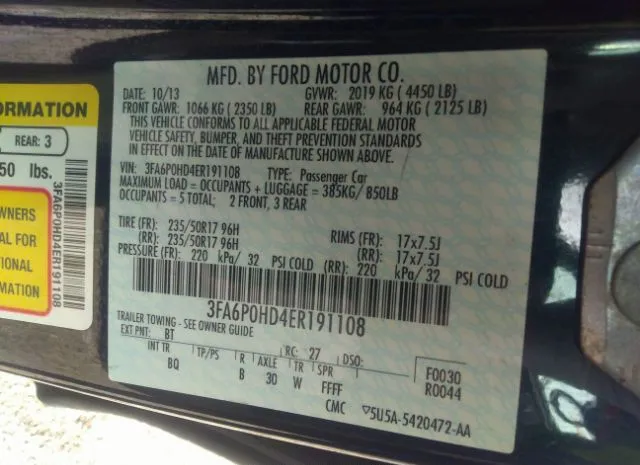 ORMATION
REAR: 3
50 lbs.
3FA6P0HD4ER191108
WNERS
AL FOR
TIONAL
MFD. BY FORD MOTOR CO.
DATE: 10/13 GVWR: 2019 KG ( 4450 LB)
FRONT GAWR: 1066 KG ( 2350 LB) REAR GAWR: 964 KG ( 2125 LB)
THIS VEHICLE CONFORMS TO ALL APPLICABLE FEDERAL MOTOR
VEHICLE SAFETY, BUMPER, AND THEFT PREVENTION STANDARDS
IN EFFECT ON THE DATE OF MANUFACTURE SHOWN ABOVE.
VIN: 3FA6P0HD4ER191108 TYPE: Passenger Car
MAXIMUM LOAD = OCCUPANTS + LUGGAGE = 385KG/ 850LB
OCCUPANTS = 5 TOTAL; 2 FRONT, 3 REAR
TIRE (FR): 235/50R17 96H RIMS (FR): 17x7.5J
(RR): 235/50R17 96H (RR): 17x7.5J
PRESSURE (FR): 220 kPa/ 32 PSI COLD (RR): 220 kPa/ 32 PSI COLD
3FA6P0HD4ER191108
TRAILER TOWING - SEE OWNER GUIDE
EXT PNT: BT RC: 27 DSO:
INT TR TP/PS R AXLE TR SPR
BQ B 30 W FFFF
F0030
R0044
CMC ▽5U5A-5420472-AA